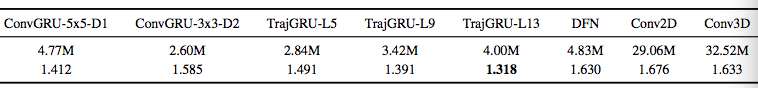 ConvGRU-5x5-D1 ConvGRU-3x3-D2 TrajGRU-L5 TrajGRU-L9 TrajGRU-L13 DFN Conv2D Conv3D
4.77M 2.60M 2.84M 3.42M 4.00M 4.83M 29.06M 32.52M
1.412 1.585 1.491 1.391 1.318 1.630 1.676 1.633